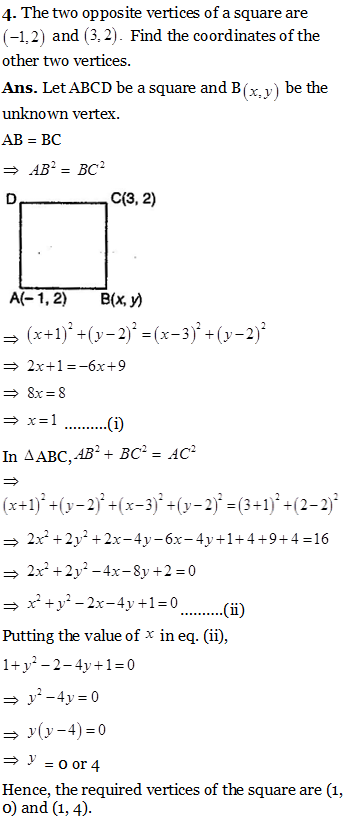 4. The two opposite vertices of a square are
(−1, 2) and (3, 2). Find the coordinates of the
other two vertices.
Ans. Let ABCD be a square and B(x, y) be the
unknown vertex.
AB = BC
⇒ AB² = BC²
D C(3, 2)
A(− 1, 2) B(x, y)
⇒ (x+1)² + (y−2)² = (x−3)² + (y−2)²
⇒ 2x+1 = −6x+9
⇒ 8x = 8
⇒ x = 1 ..........(i)
In ΔABC, AB² + BC² = AC²
⇒
(x+1)² + (y−2)² + (x−3)² + (y−2)² = (3+1)² + (2−2)²
⇒ 2x² + 2y² + 2x − 4y − 6x − 4y + 1 + 4 + 9 + 4 = 16
⇒ 2x² + 2y² − 4x − 8y + 2 = 0
⇒ x² + y² − 2x − 4y + 1 = 0 ..........(ii)
Putting the value of x in eq. (ii),
1 + y² − 2 − 4y + 1 = 0
⇒ y² − 4y = 0
⇒ y(y−4) = 0
⇒ y = 0 or 4
Hence, the required vertices of the square are (1,
0) and (1, 4).